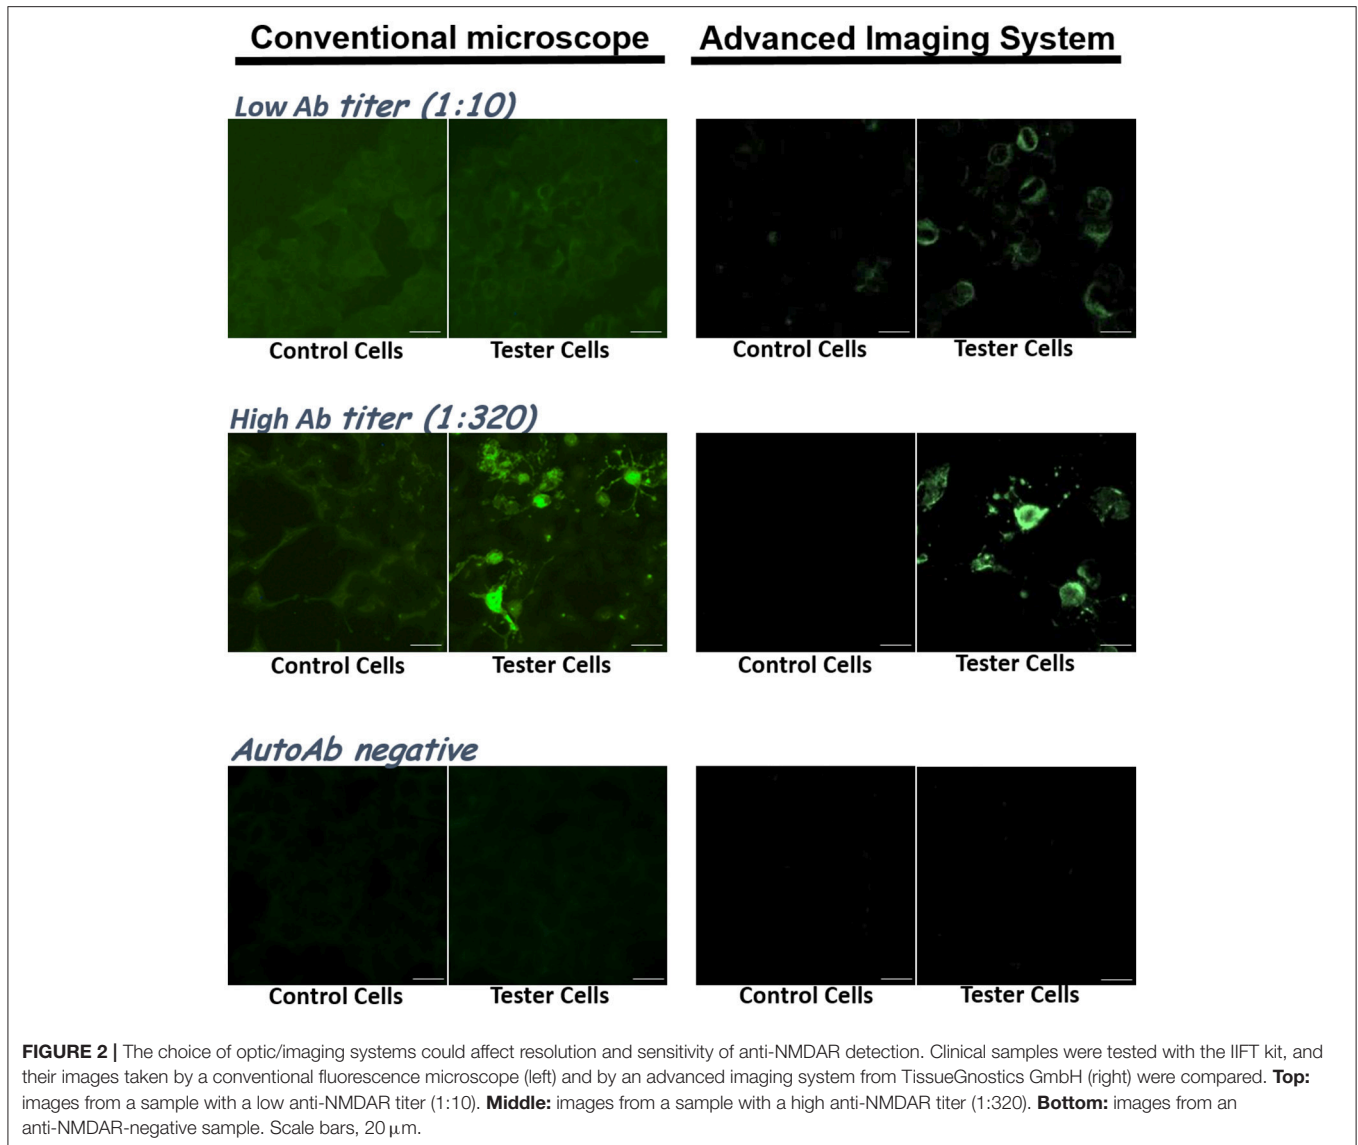 Conventional microscope
Advanced Imaging System
Low Ab titer (1:10)
Control Cells
Tester Cells
Control Cells
Tester Cells
High Ab titer (1:320)
Control Cells
Tester Cells
Control Cells
Tester Cells
AutoAb negative
Control Cells
Tester Cells
Control Cells
Tester Cells
FIGURE 2 | The choice of optic/imaging systems could affect resolution and sensitivity of anti-NMDAR detection. Clinical samples were tested with the IIFT kit, and
their images taken by a conventional fluorescence microscope (left) and by an advanced imaging system from TissueGnostics GmbH (right) were compared. Top:
images from a sample with a low anti-NMDAR titer (1:10). Middle: images from a sample with a high anti-NMDAR titer (1:320). Bottom: images from an
anti-NMDAR-negative sample. Scale bars, 20 μm.